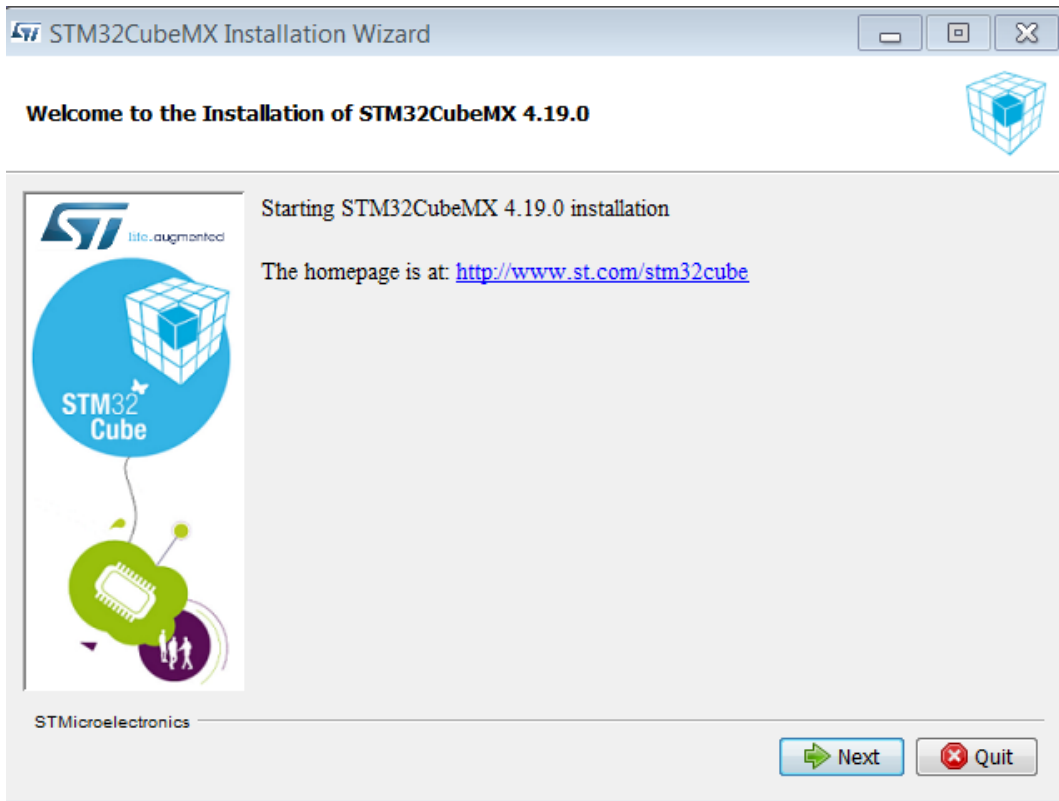 STM32CubeMX Installation Wizard
Welcome to the Installation of STM32CubeMX 4.19.0
Starting STM32CubeMX 4.19.0 installation
The homepage is at: http://www.st.com/stm32cube
ST
life.augmented
STM32
Cube
STMicroelectronics
Next
Quit